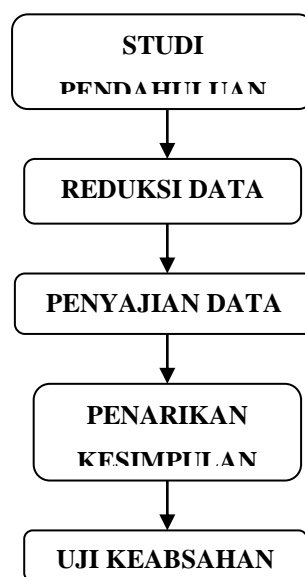 STUDI
PENDAHULUAN
REDUKSI DATA
PENYAJIAN DATA
PENARIKAN
KESIMPULAN
UJI KEABSAHAN